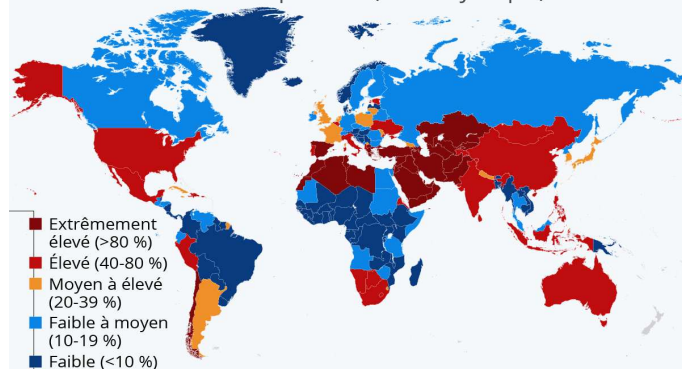 Extrêmement
élevé (>80 %)
Élevé (40-80 %)
Moyen à élevé
(20-39 %)
Faible à moyen
(10-19 %)
Faible (<10 %)